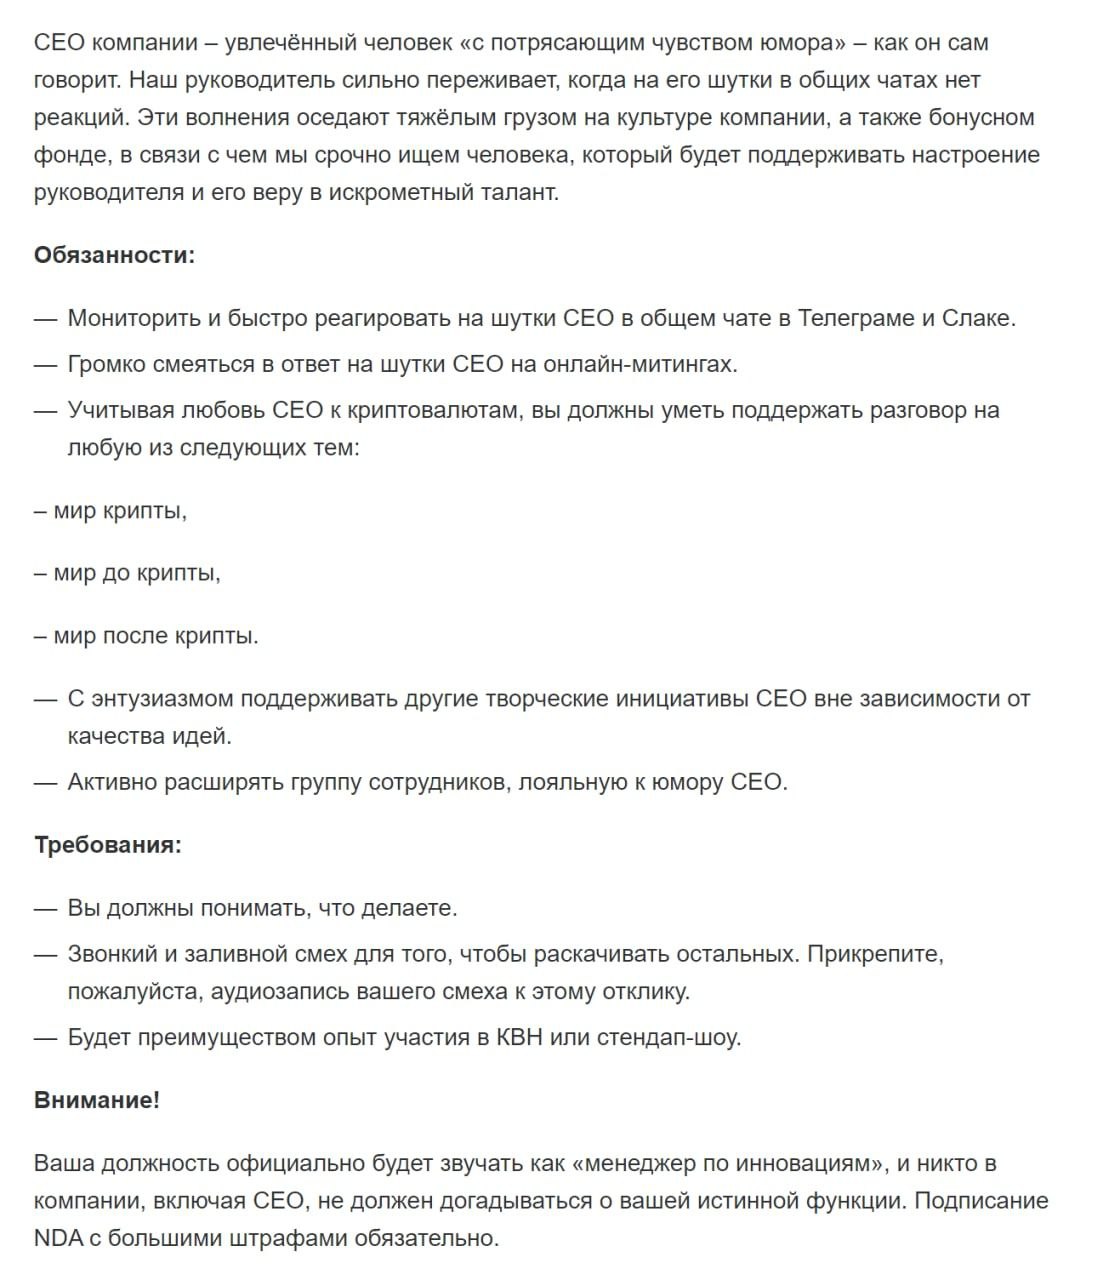 CEO компании – увлечённый человек «с потрясающим чувством юмора» – как он сам
говорит. Наш руководитель сильно переживает, когда на его шутки в общих чатах нет
реакций. Эти волнения оседают тяжёлым грузом на культуре компании, а также бонусном
фонде, в связи с чем мы срочно ищем человека, который будет поддерживать настроение
руководителя и его веру в искрометный талант.
Обязанности:
— Мониторить и быстро реагировать на шутки CEO в общем чате в Телеграме и Слаке.
— Громко смеяться в ответ на шутки CEO на онлайн-митингах.
— Учитывая любовь CEO к криптовалютам, вы должны уметь поддержать разговор на
любую из следующих тем:
– мир крипты,
– мир до крипты,
– мир после крипты.
— С энтузиазмом поддерживать другие творческие инициативы CEO вне зависимости от
качества идей.
— Активно расширять группу сотрудников, лояльную к юмору CEO.
Требования:
— Вы должны понимать, что делаете.
— Звонкий и заливной смех для того, чтобы раскачивать остальных. Прикрепите,
пожалуйста, аудиозапись вашего смеха к этому отклику.
— Будет преимуществом опыт участия в КВН или стендап-шоу.
Внимание!
Ваша должность официально будет звучать как «менеджер по инновациям», и никто в
компании, включая CEO, не должен догадываться о вашей истинной функции. Подписание
NDA с большими штрафами обязательно.